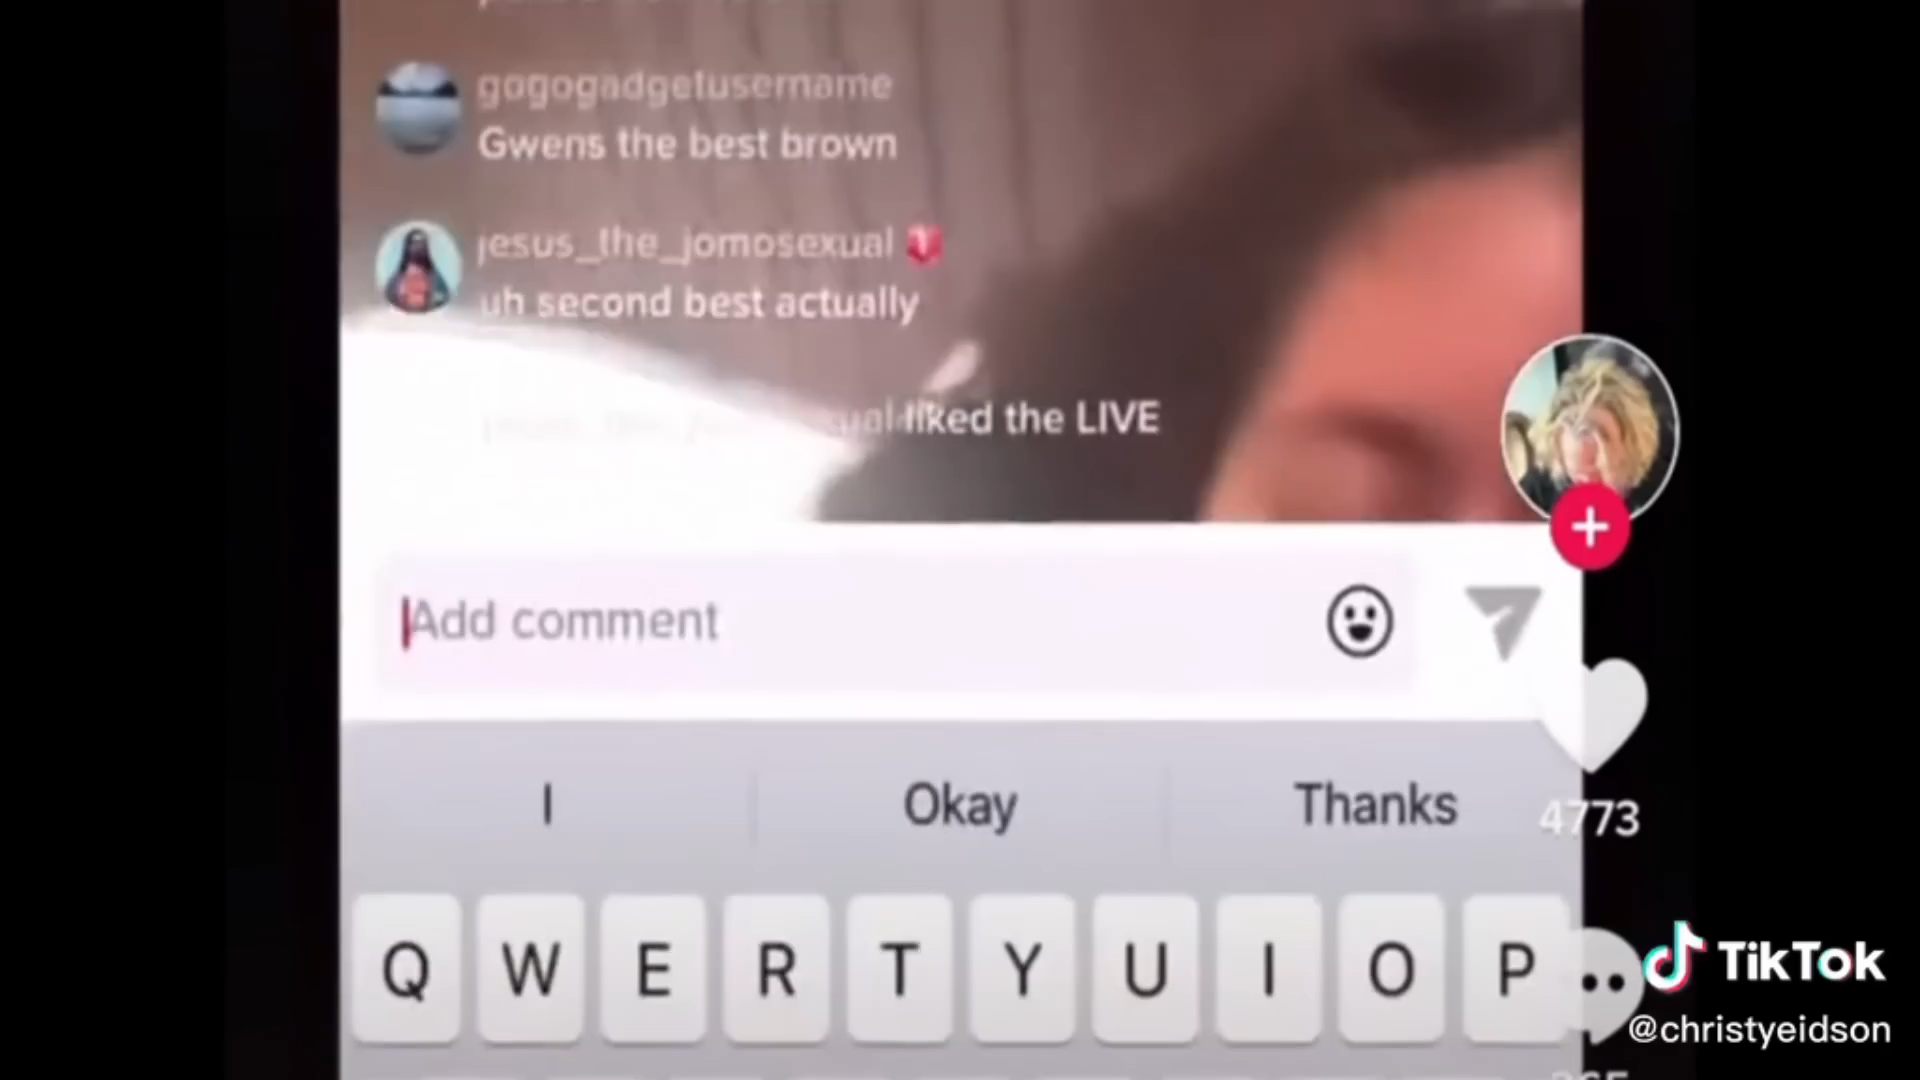 gogogadgetusername
Gwens the best brown
jesus_the_jomosexual
uh second best actually
liked the LIVE
Add comment
I
Okay
Thanks
4773
Q W E R T Y U I O P
TikTok
@christyeidson